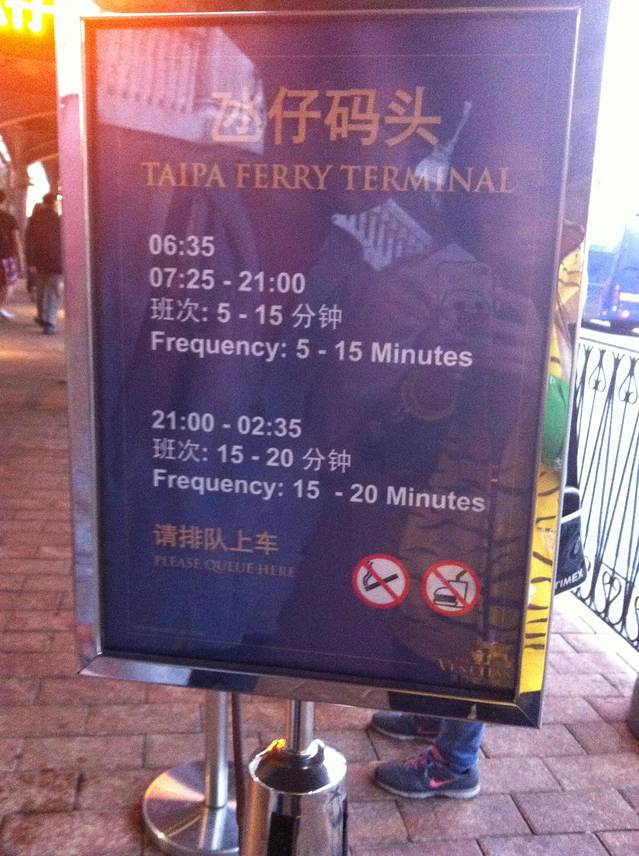 氹仔码头
TAIPA FERRY TERMINAL
06:35
07:25 - 21:00
班次: 5 - 15 分钟
Frequency: 5 - 15 Minutes
21:00 - 02:35
班次: 15 - 20 分钟
Frequency: 15 - 20 Minutes
请排队上车
PLEASE QUEUE HERE
TIMEX